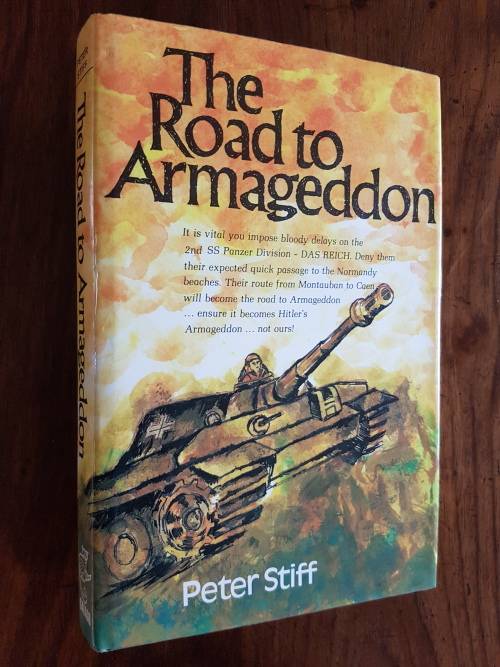 The
Road to
Armageddon
It is vital you impose bloody delays on the
2nd SS Panzer Division - DAS REICH. Deny them
their expected quick passage to the Normandy
beaches. Their route from Montauban to Caen
will become the road to Armageddon
... ensure it becomes Hitler's
Armageddon ... not ours!
Peter Stiff
PETER
STIFF
The Road to Armageddon